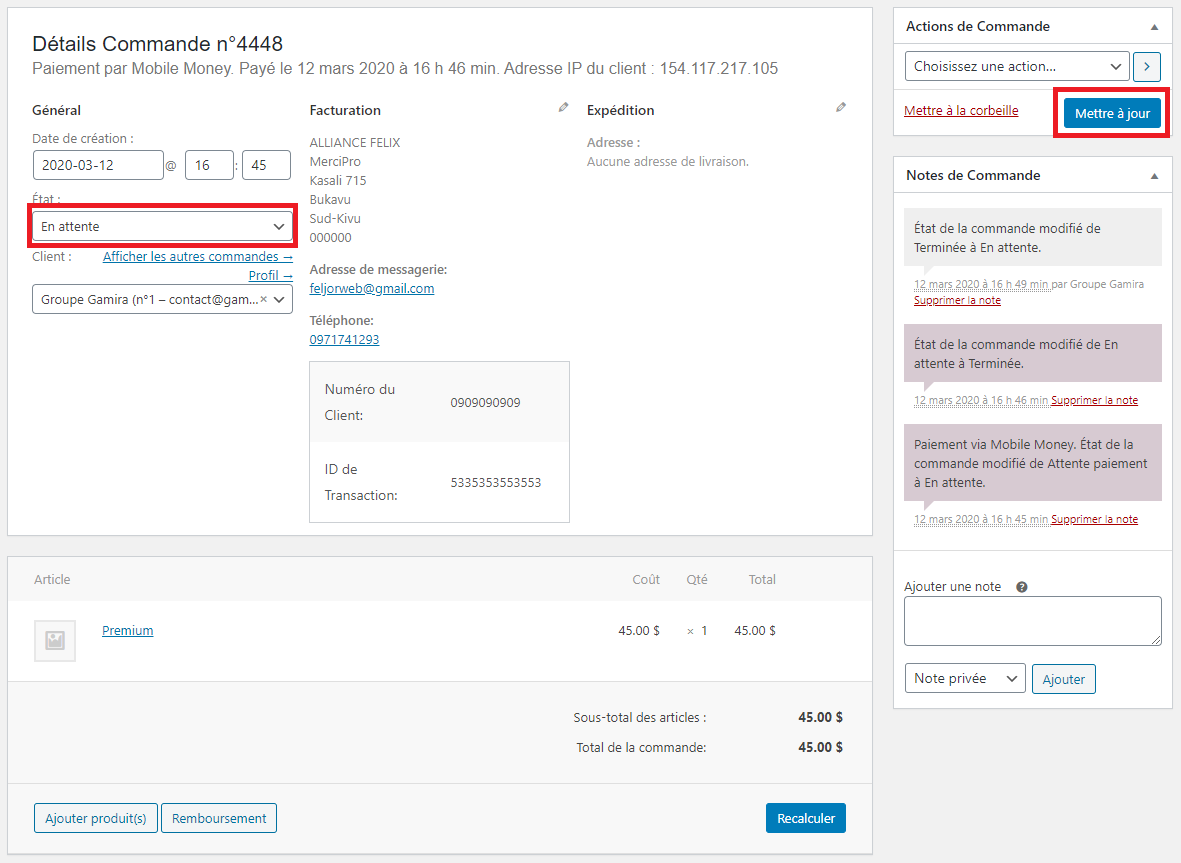 Détails Commande n°4448
Paiement par Mobile Money. Payé le 12 mars 2020 à 16 h 46 min. Adresse IP du client : 154.117.217.105
Général
Date de création :
2020-03-12 @ 16 : 45
État :
En attente
Client :
Afficher les autres commandes →
Profil →
Groupe Gamira (n°1 – contact@gam... ×
Facturation
ALLIANCE FELIX
MerciPro
Kasali 715
Bukavu
Sud-Kivu
000000
Adresse de messagerie:
feljorweb@gmail.com
Téléphone:
0971741293
Numéro du
Client:
0909090909
ID de
Transaction:
5335353553553
Expédition
Adresse :
Aucune adresse de livraison.
Article Coût Qté Total
Premium 45.00 $ × 1 45.00 $
Sous-total des articles : 45.00 $
Total de la commande: 45.00 $
Ajouter produit(s) Remboursement Recalculer
Actions de Commande
Choisissez une action...
Mettre à la corbeille
Mettre à jour
Notes de Commande
État de la commande modifié de
Terminée à En attente.
12 mars 2020 à 16 h 49 min par Groupe Gamira
Supprimer la note
État de la commande modifié de En
attente à Terminée.
12 mars 2020 à 16 h 46 min Supprimer la note
Paiement via Mobile Money. État de la
commande modifié de Attente paiement
à En attente.
12 mars 2020 à 16 h 45 min Supprimer la note
Ajouter une note ?
Note privée Ajouter